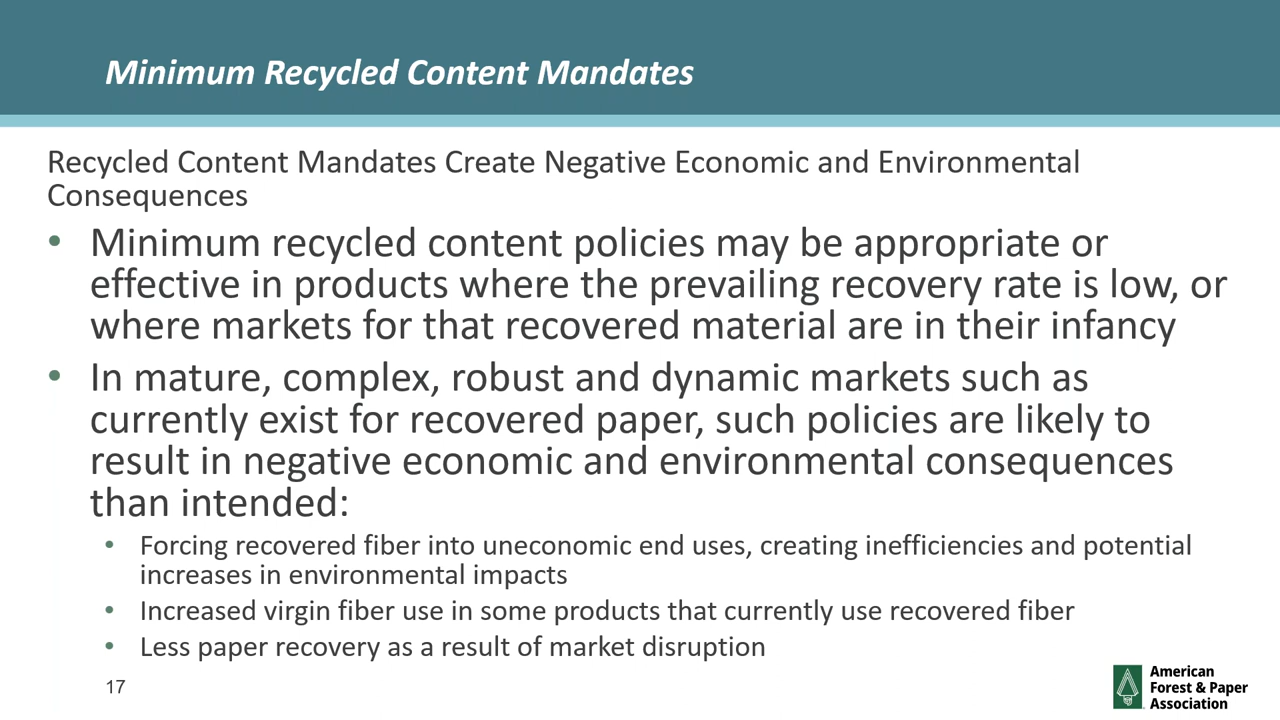 Minimum Recycled Content Mandates
Recycled Content Mandates Create Negative Economic and Environmental
Consequences
• Minimum recycled content policies may be appropriate or
effective in products where the prevailing recovery rate is low, or
where markets for that recovered material are in their infancy
• In mature, complex, robust and dynamic markets such as
currently exist for recovered paper, such policies are likely to
result in negative economic and environmental consequences
than intended:
• Forcing recovered fiber into uneconomic end uses, creating inefficiencies and potential
increases in environmental impacts
• Increased virgin fiber use in some products that currently use recovered fiber
• Less paper recovery as a result of market disruption
17
American
Forest & Paper
Association